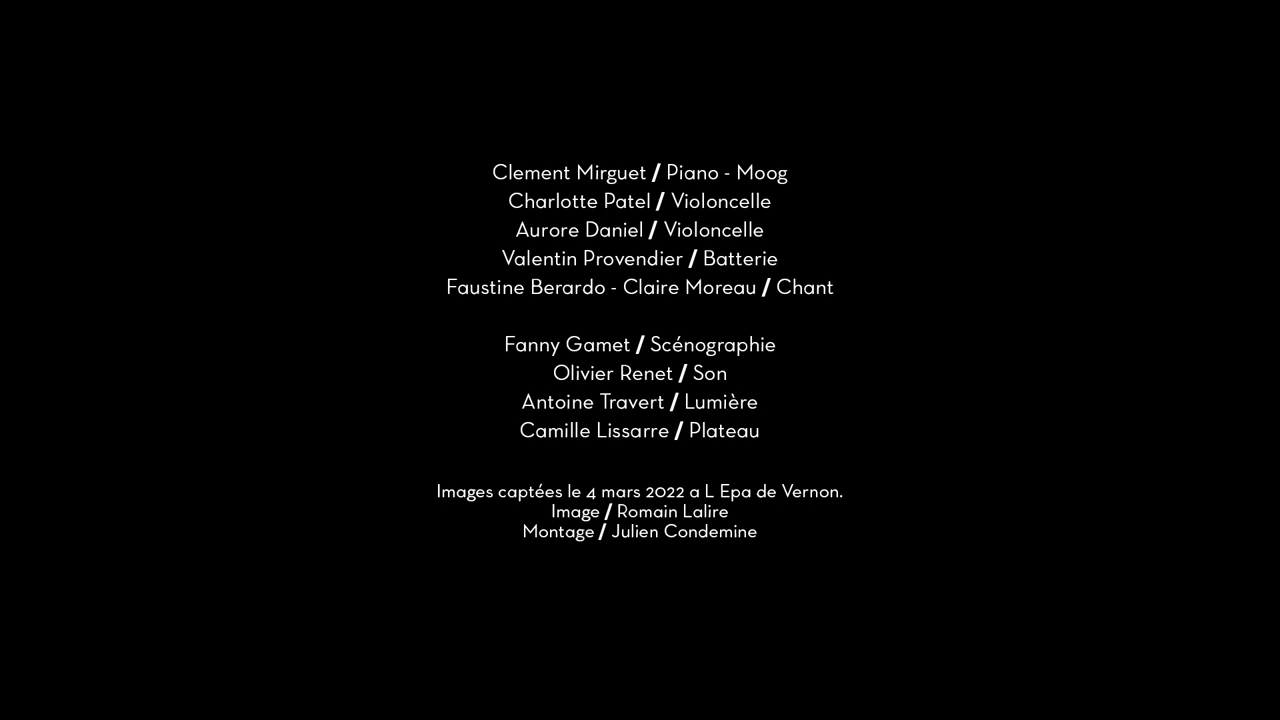 Clement Mirguet / Piano - Moog
Charlotte Patel / Violoncelle
Aurore Daniel / Violoncelle
Valentin Provendier / Batterie
Faustine Berardo - Claire Moreau / Chant
Fanny Gamet / Scénographie
Olivier Renet / Son
Antoine Travert / Lumière
Camille Lissarre / Plateau
Images captées le 4 mars 2022 a L Epa de Vernon.
Image / Romain Lalire
Montage / Julien Condemine